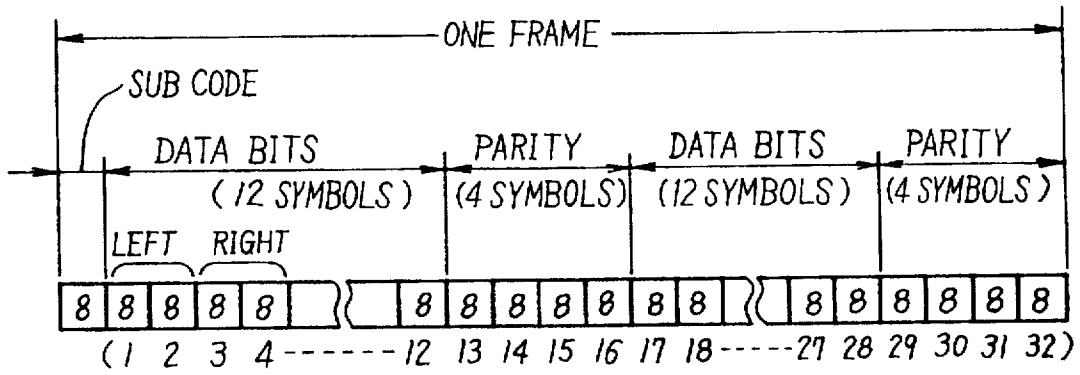 ONE FRAME
SUB CODE
DATA BITS PARITY DATA BITS PARITY
(12 SYMBOLS) (4 SYMBOLS) (12 SYMBOLS) (4 SYMBOLS)
LEFT RIGHT
8 8 8 8 8 8 8 8 8 8 8 8 8 8 8 8 8 8
(1 2 3 4 ------- 12 13 14 15 16 17 18 ----- 27 28 29 30 31 32)